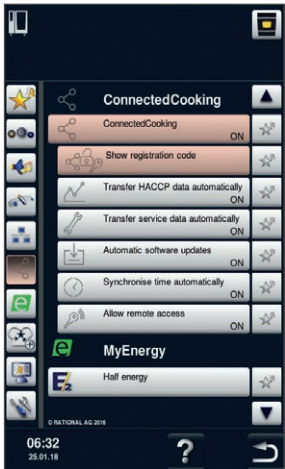 ConnectedCooking
ConnectedCooking
ON
Show registration code
Transfer HACCP data automatically
ON
Transfer service data automatically
ON
Automatic software updates
ON
Synchronise time automatically
ON
Allow remote access
ON
MyEnergy
E/2
Half energy
© RATIONAL AG 2016
06:32
25.01.18
?